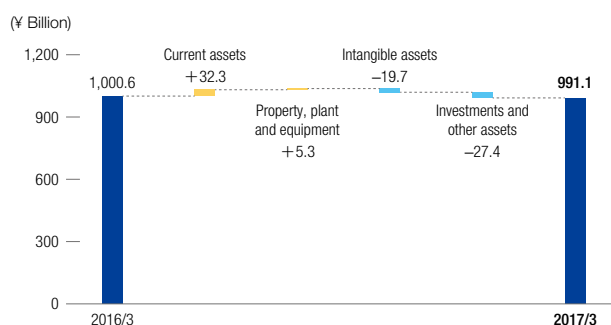 (¥ Billion)
1,200
900
600
300
0
1,000.6
Current assets
+32.3
Property, plant
and equipment
+5.3
Intangible assets
−19.7
Investments and
other assets
−27.4
991.1
2016/3
2017/3